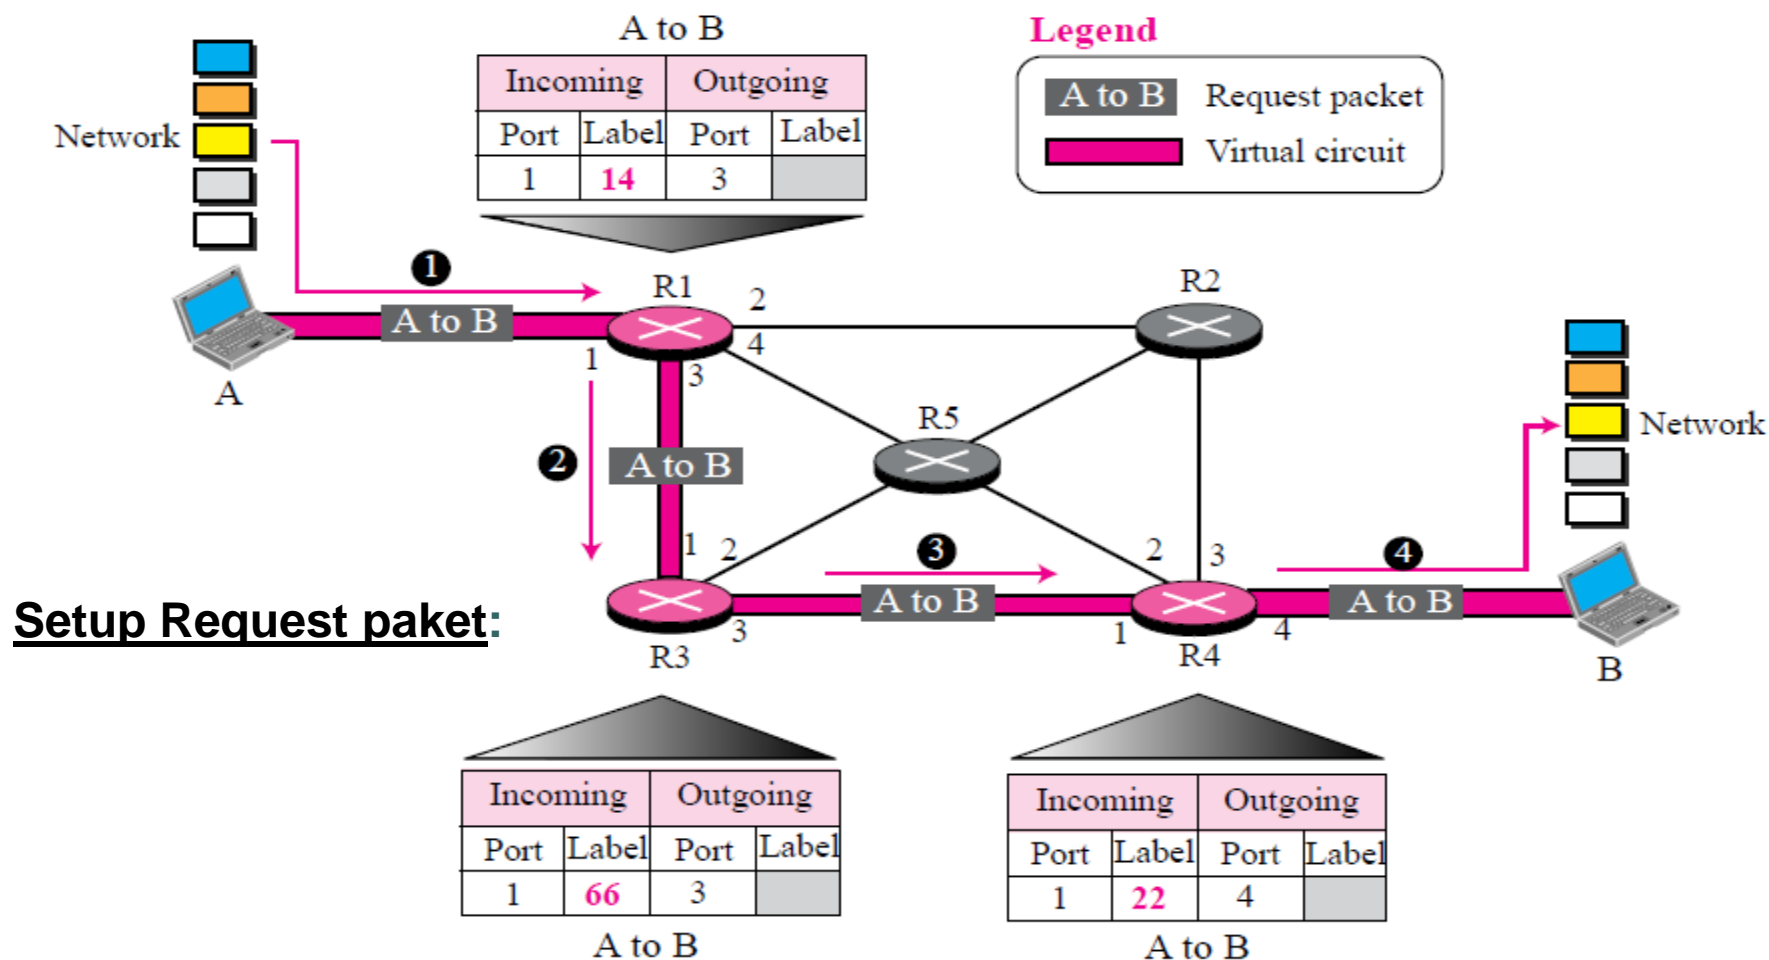 A to B
Incoming Outgoing
Port Label Port Label
1 14 3
Legend
A to B Request packet
Virtual circuit
Network
1
A to B
A
R1
1
2
4
3
R2
R5
2
A to B
1
2
R3
3
3
A to B
2
3
1
R4
4
4
A to B
Network
B
Setup Request paket:
Incoming Outgoing
Port Label Port Label
1 66 3
A to B
Incoming Outgoing
Port Label Port Label
1 22 4
A to B